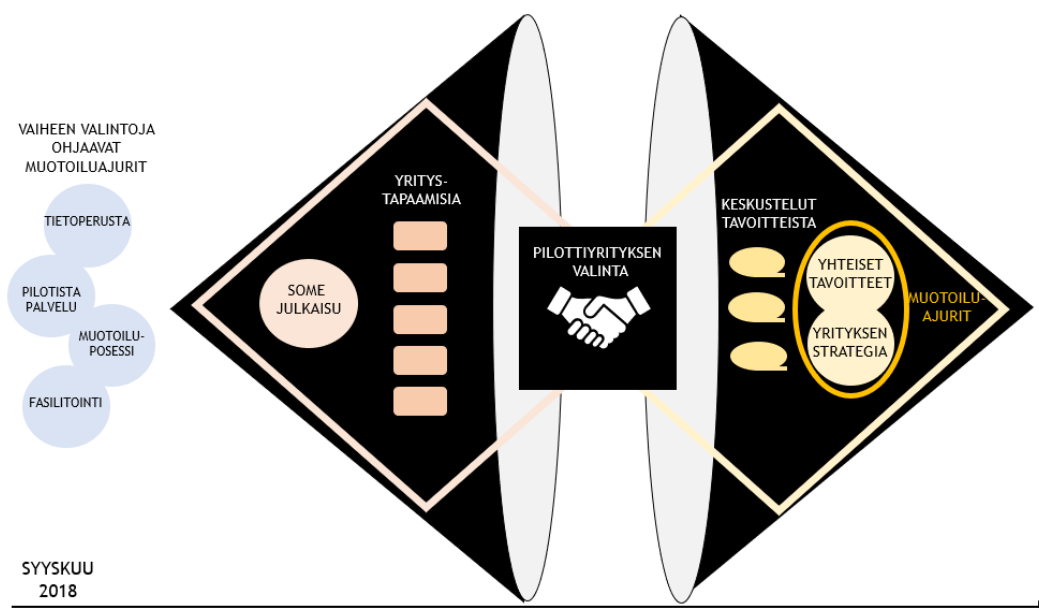 VAIHEEN VALINTOJA
OHJAAVAT
MUOTOILUAJURIT
TIETOPERUSTA
PILOTISTA
PALVELU
MUOTOILU-
POSESSI
FASILITOINTI
SOME
JULKAISU
YRITYS-
TAPAAMISIA
PILOTTIYRITYKSEN
VALINTA
KESKUSTELUT
TAVOITTEISTA
YHTEISET
TAVOITTEET
YRITYKSEN
STRATEGIA
MUOTOILU-
AJURIT
SYYSKUU
2018